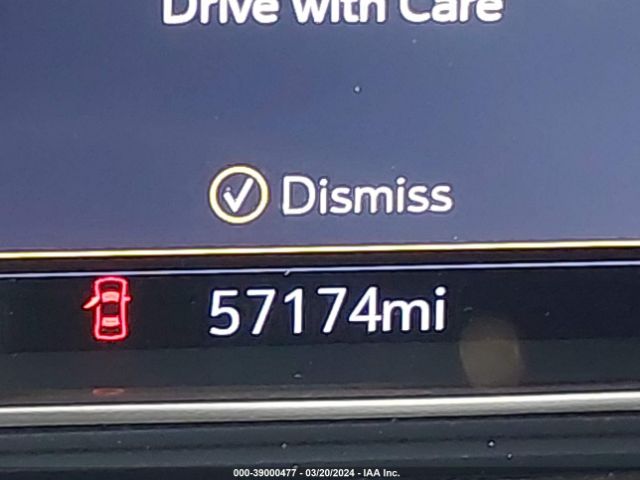 Drive with Care
Dismiss
57174mi
000-39000477 - 03/20/2024 - IAA Inc.